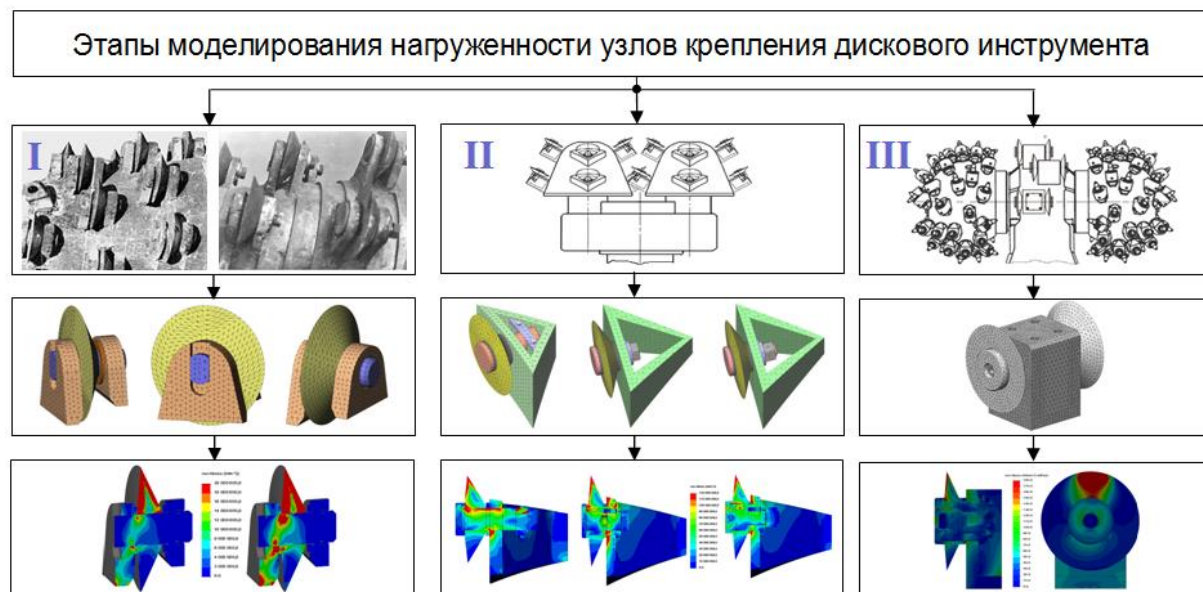 Этапы моделирования нагруженности узлов крепления дискового инструмента
I
II
III